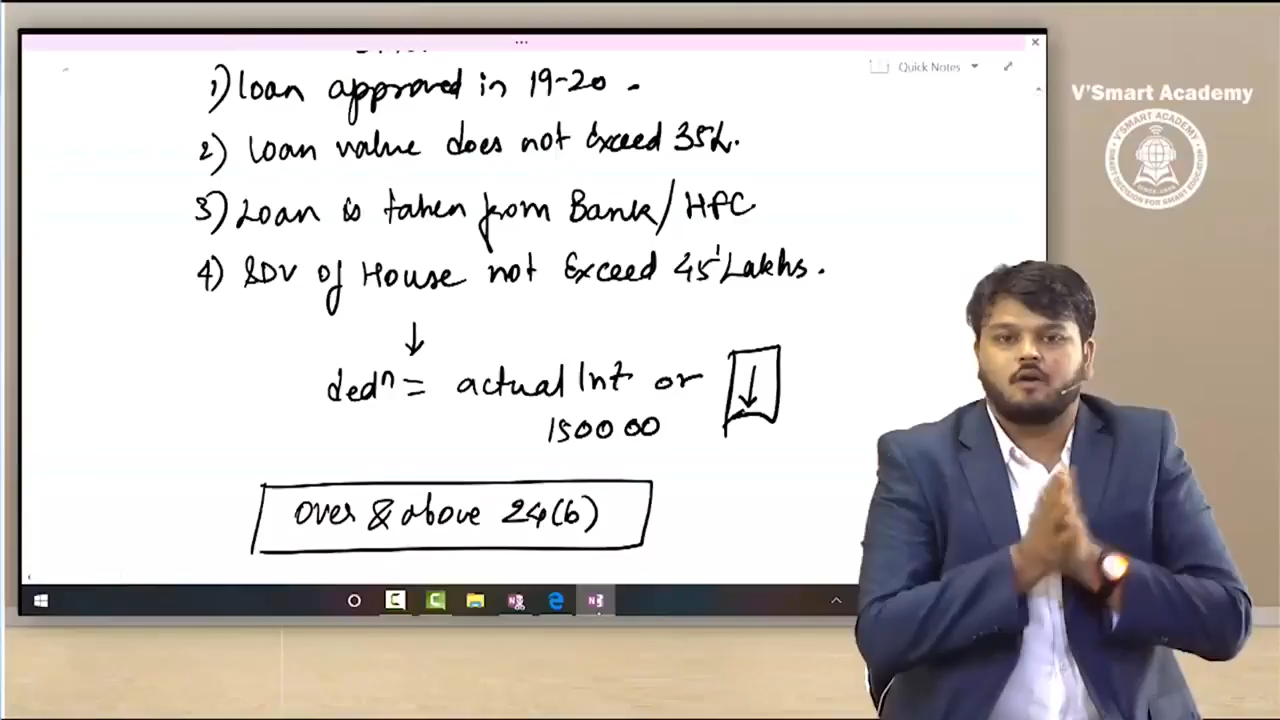 Quick Notes
1) loan approved in 19-20.
2) loan value does not Exceed 35L.
3) Loan is taken from Bank/HFC
4) SDV of House not Exceed 45 Lakhs.
↓
dedn = actual Int or ↓
150000
over & above 24(b)
V'Smart Academy
V'SMART ACADEMY